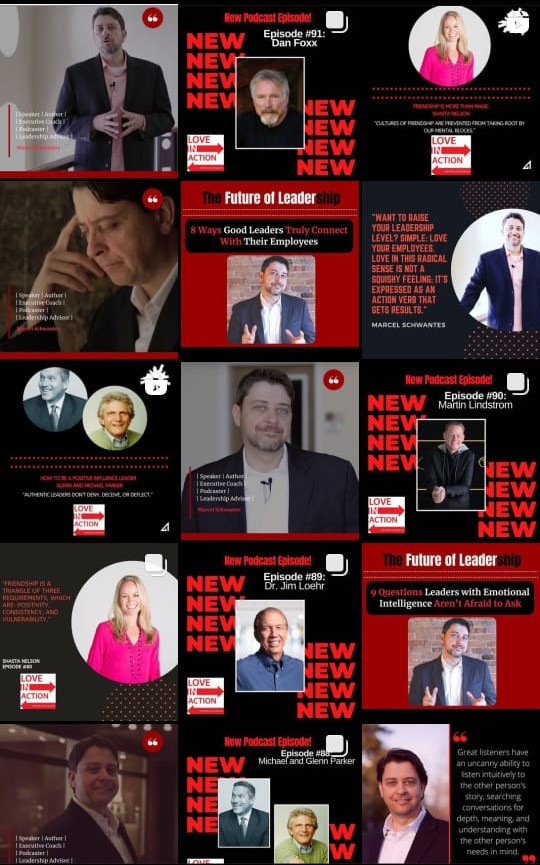 | Speaker | Author |
| Executive Coach |
| Podcaster |
| Leadership Advisor |
Marcel Schwantes
New Podcast Episode!
NEW
Episode #91:
Dan Foxx
NEW
NEW
NEW
NEW
NEW
NEW
NEW
LOVE
IN
ACTION
FRIENDSHIP IS MORE THAN MAGIC
SHASTA NELSON
"CULTURES OF FRIENDSHIP ARE PREVENTED FROM TAKING ROOT BY
OUR MENTAL BLOCKS."
LOVE
IN
ACTION
| Speaker | Author |
| Executive Coach |
| Podcaster |
| Leadership Advisor |
Marcel Schwantes
The Future of Leadership
8 Ways Good Leaders Truly Connect
With Their Employees
"WANT TO RAISE
YOUR LEADERSHIP
LEVEL? SIMPLE: LOVE
YOUR EMPLOYEES.
LOVE IN THIS RADICAL
SENSE IS NOT A
SQUISHY FEELING; IT'S
EXPRESSED AS AN
ACTION VERB THAT
GETS RESULTS."
MARCEL SCHWANTES
HOW TO BE A POSITIVE INFLUENCE LEADER
GLENN AND MICHAEL PARKER
"AUTHENTIC LEADERS DON'T DENY, DECEIVE, OR DEFLECT."
LOVE
IN
ACTION
| Speaker | Author |
| Executive Coach |
| Podcaster |
| Leadership Advisor |
Marcel Schwantes
New Podcast Episode!
NEW
Episode #90:
Martin Lindstrom
NEW
NEW
NEW
NEW
NEW
NEW
NEW
LOVE
IN
ACTION
"FRIENDSHIP IS A
TRIANGLE OF THREE
REQUIREMENTS, WHICH
ARE: POSITIVITY,
CONSISTENCY, AND
VULNERABILITY."
SHASTA NELSON
EPISODE #80
LOVE
IN
ACTION
New Podcast Episode!
NEW
Episode #89:
Dr. Jim Loehr
NEW
NEW
NEW
NEW
NEW
NEW
NEW
LOVE
IN
ACTION
The Future of Leadership
9 Questions Leaders with Emotional
Intelligence Aren't Afraid to Ask
| Speaker | Author |
| Executive Coach |
| Podcaster |
| Leadership Advisor |
New Podcast Episode!
NEW
Episode #88
Michael and Glenn Parker
NEW
NE
NE
LOVE
W
W
Great listeners have
an uncanny ability to
listen intuitively to
the other person's
story, searching
conversations for
depth, meaning, and
understanding with
the other person's
needs in mind.